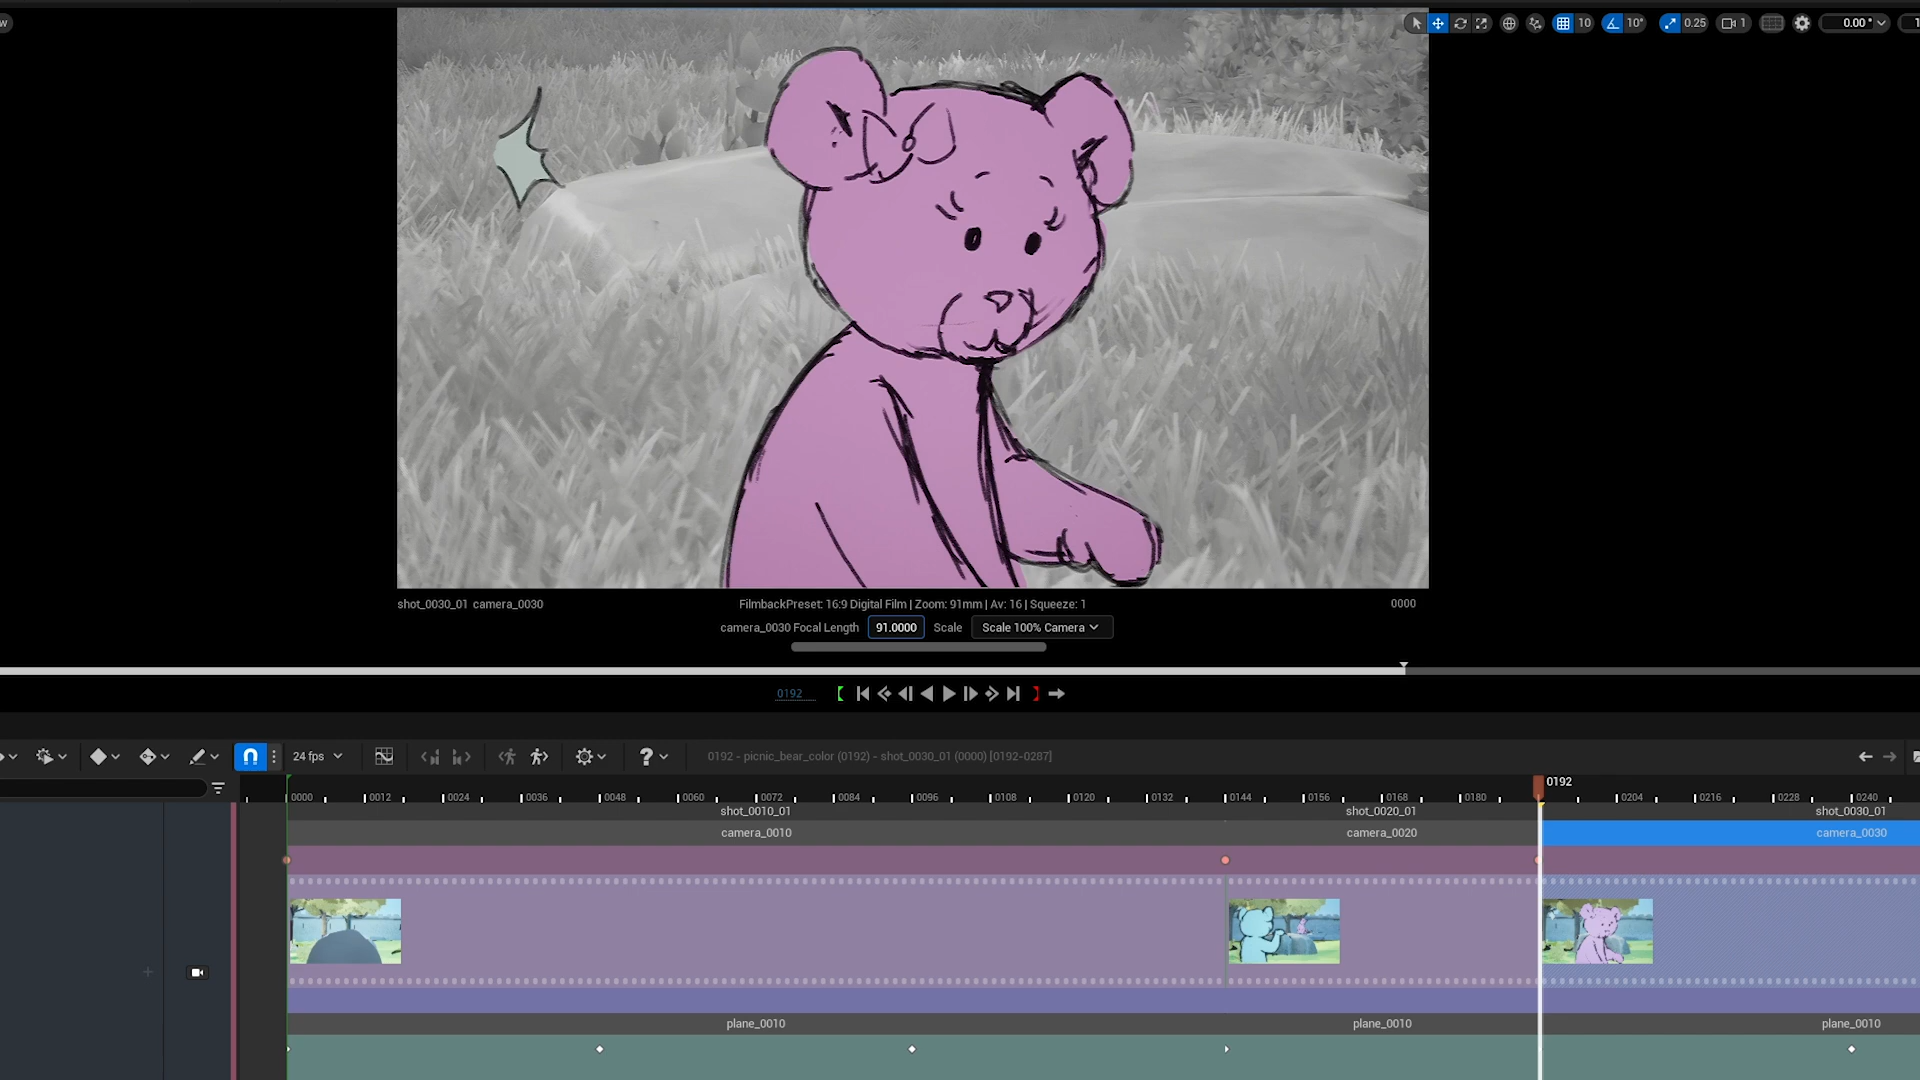 w
10
10°
0.25
1
0.00 °
shot_0030_01 camera_0030
FilmbackPreset: 16:9 Digital Film | Zoom: 91mm | Av: 16 | Squeeze: 1
0000
camera_0030 Focal Length 91.0000 Scale Scale 100% Camera
0192
24 fps
?
0192 - picnic_bear_color (0192) - shot_0030_01 (0000) [0192-0287]
0192
0000 0012 0024 0036 0048 0060 0072 0084 0096 0108 0120 0132 0144 0156 0168 0180 0204 0216 0228 0240
shot_0010_01 shot_0020_01 shot_0030_01
camera_0010 camera_0020 camera_0030
plane_0010 plane_0010 plane_0010